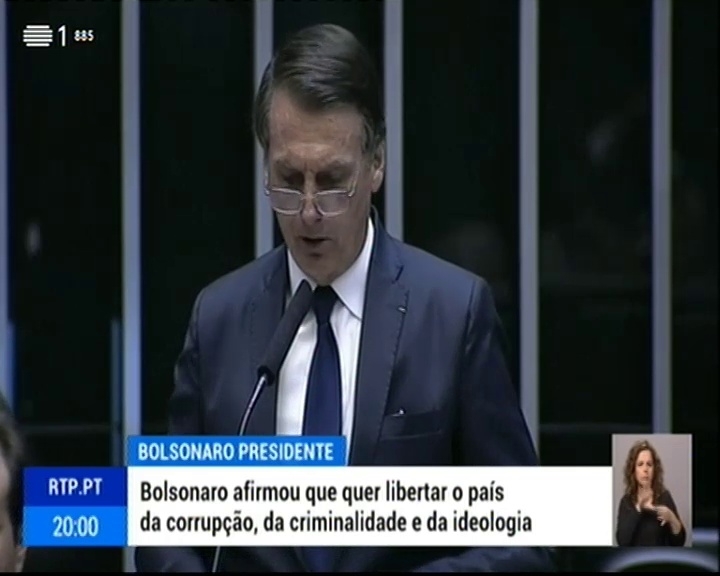 1 885
BOLSONARO PRESIDENTE
RTP.PT
Bolsonaro afirmou que quer libertar o país
20:00
da corrupção, da criminalidade e da ideologia